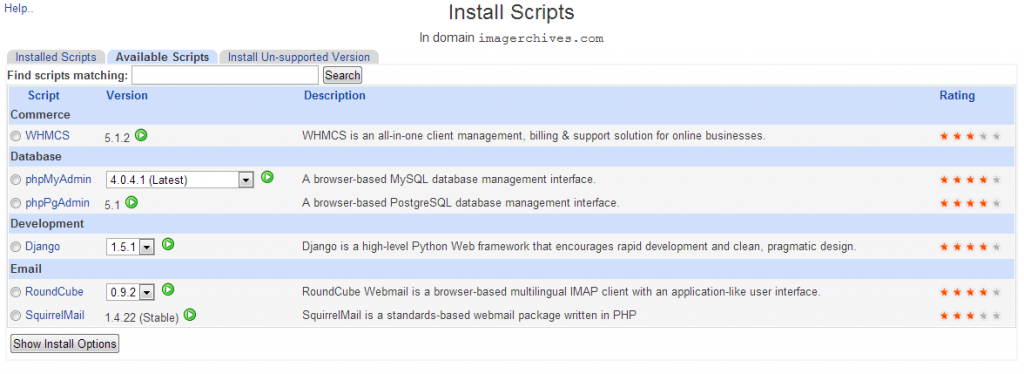 Help..
Install Scripts
In domain imagerchives.com
Installed Scripts Available Scripts Install Un-supported Version
Find scripts matching: Search
Script Version Description Rating
Commerce
WHMCS 5.1.2 WHMCS is an all-in-one client management, billing & support solution for online businesses.
Database
phpMyAdmin 4.0.4.1 (Latest) A browser-based MySQL database management interface.
phpPgAdmin 5.1 A browser-based PostgreSQL database management interface.
Development
Django 1.5.1 Django is a high-level Python Web framework that encourages rapid development and clean, pragmatic design.
Email
RoundCube 0.9.2 RoundCube Webmail is a browser-based multilingual IMAP client with an application-like user interface.
SquirrelMail 1.4.22 (Stable) SquirrelMail is a standards-based webmail package written in PHP
Show Install Options